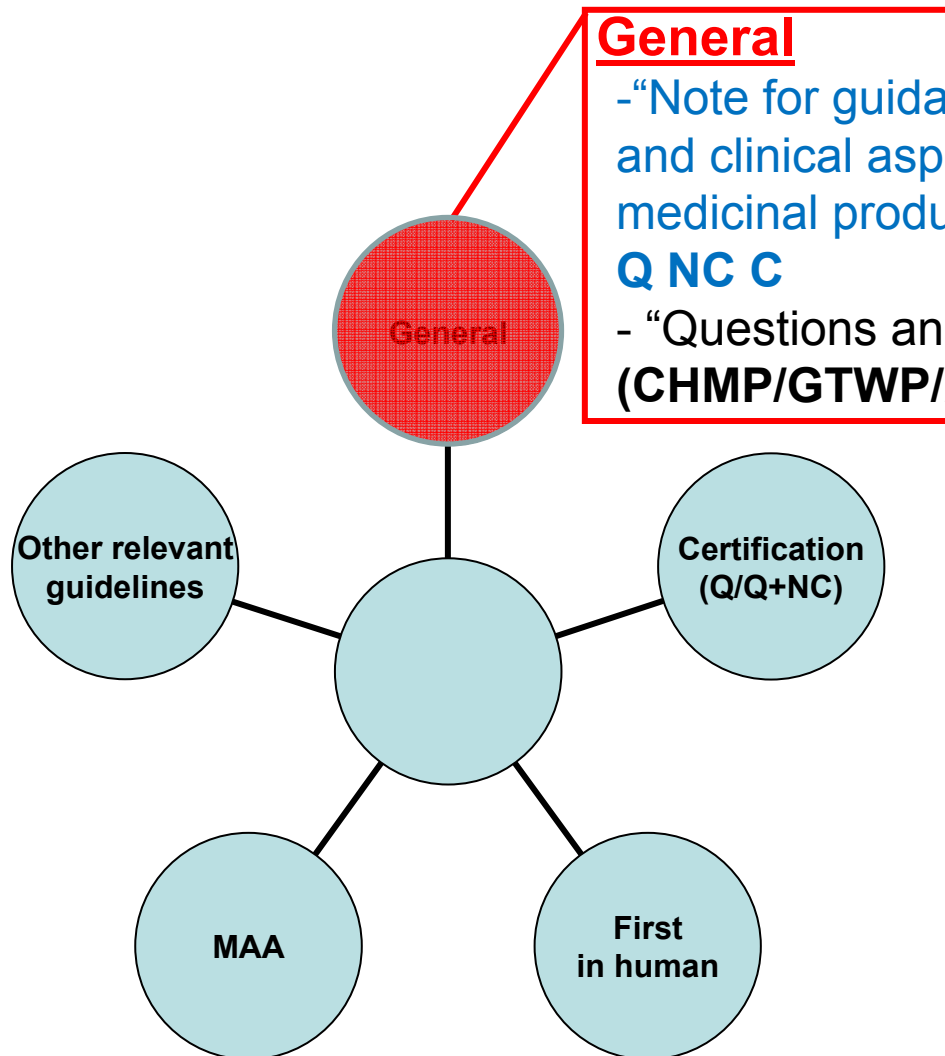 General
-“Note for guida
and clinical asp
medicinal produ
Q NC C
- “Questions an
(CHMP/GTWP/
General
Other relevant
guidelines
Certification
(Q/Q+NC)
MAA
First
in human